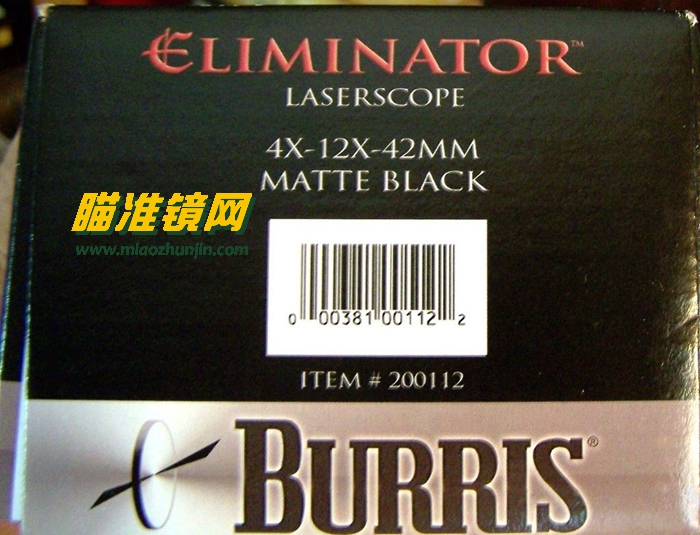 ELIMINATOR™
LASERSCOPE
4X-12X-42MM
MATTE BLACK
瞄准镜网
www.miaozhunjin.com
0 00381 00112 2
ITEM # 200112
BURRIS®